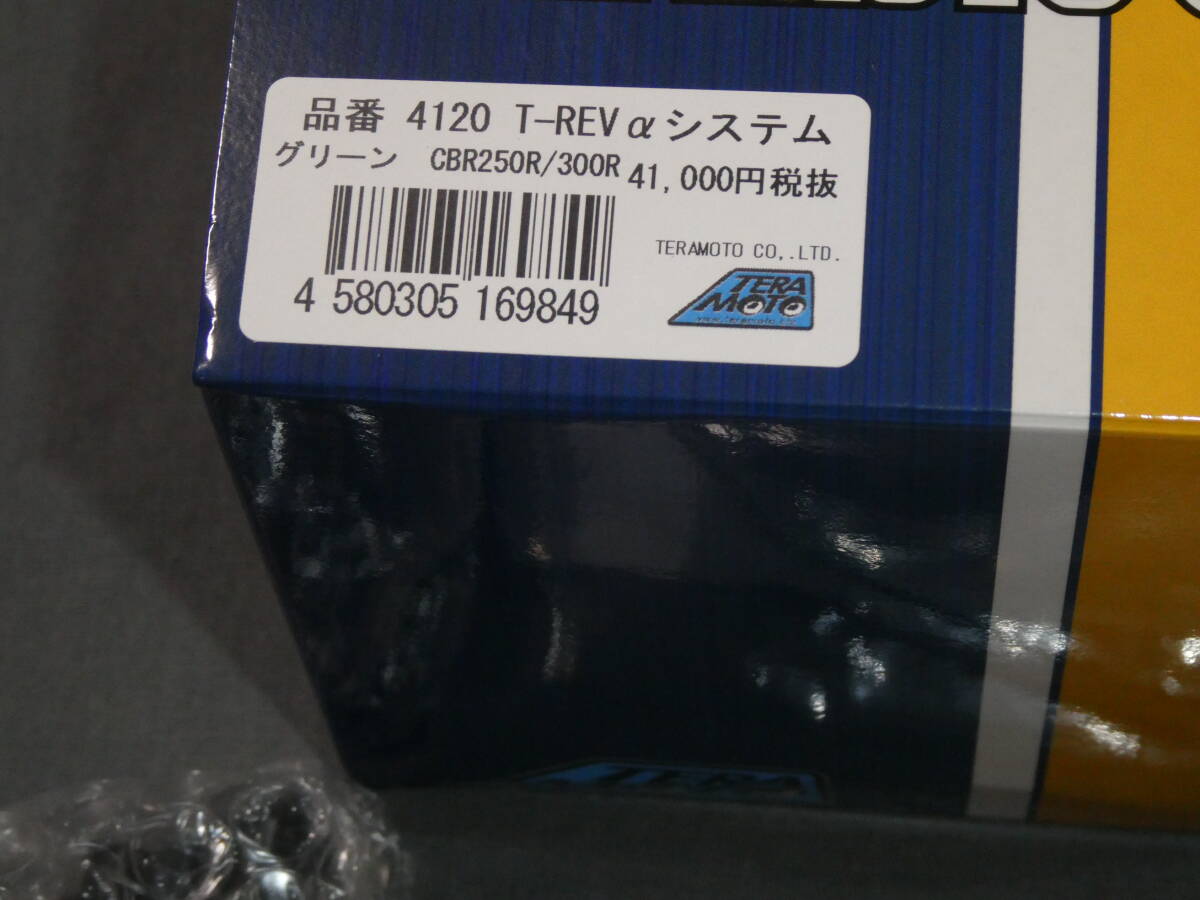 品番 4120 T-REVαシステム
グリーン CBR250R/300R 41,000円税抜
TERAMOTO CO,.LTD.
4 580305 169849
TERA
MOTO
TERA